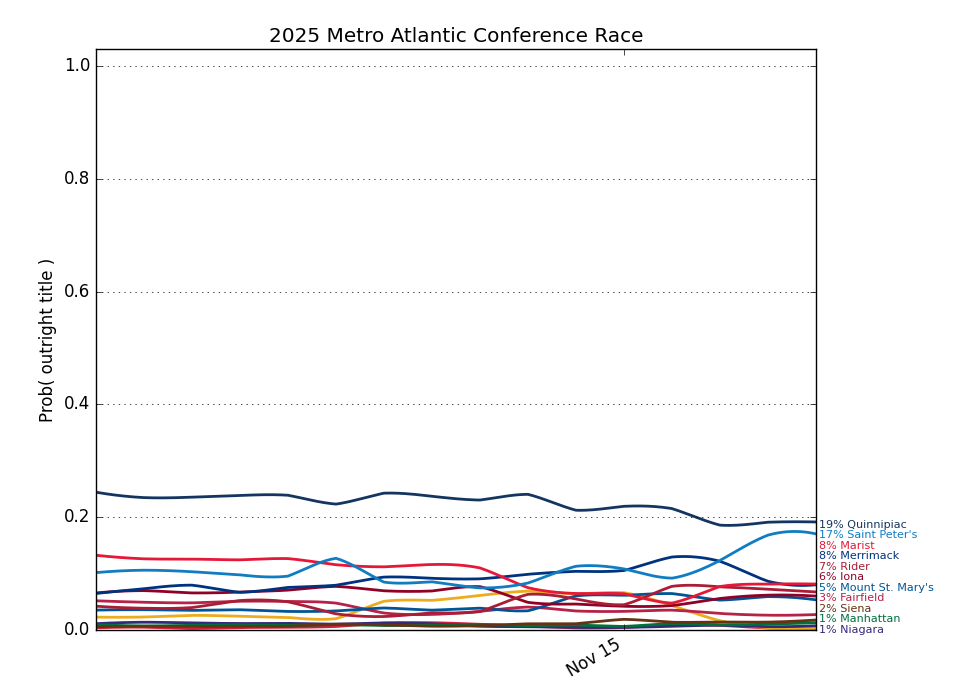 2025 Metro Atlantic Conference Race
Prob( outright title )
1.0
0.8
0.6
0.4
0.2
0.0
Nov 15
19% Quinnipiac
17% Saint Peter's
8% Marist
8% Merrimack
7% Rider
6% Iona
5% Mount St. Mary's
3% Fairfield
2% Siena
1% Manhattan
1% Niagara